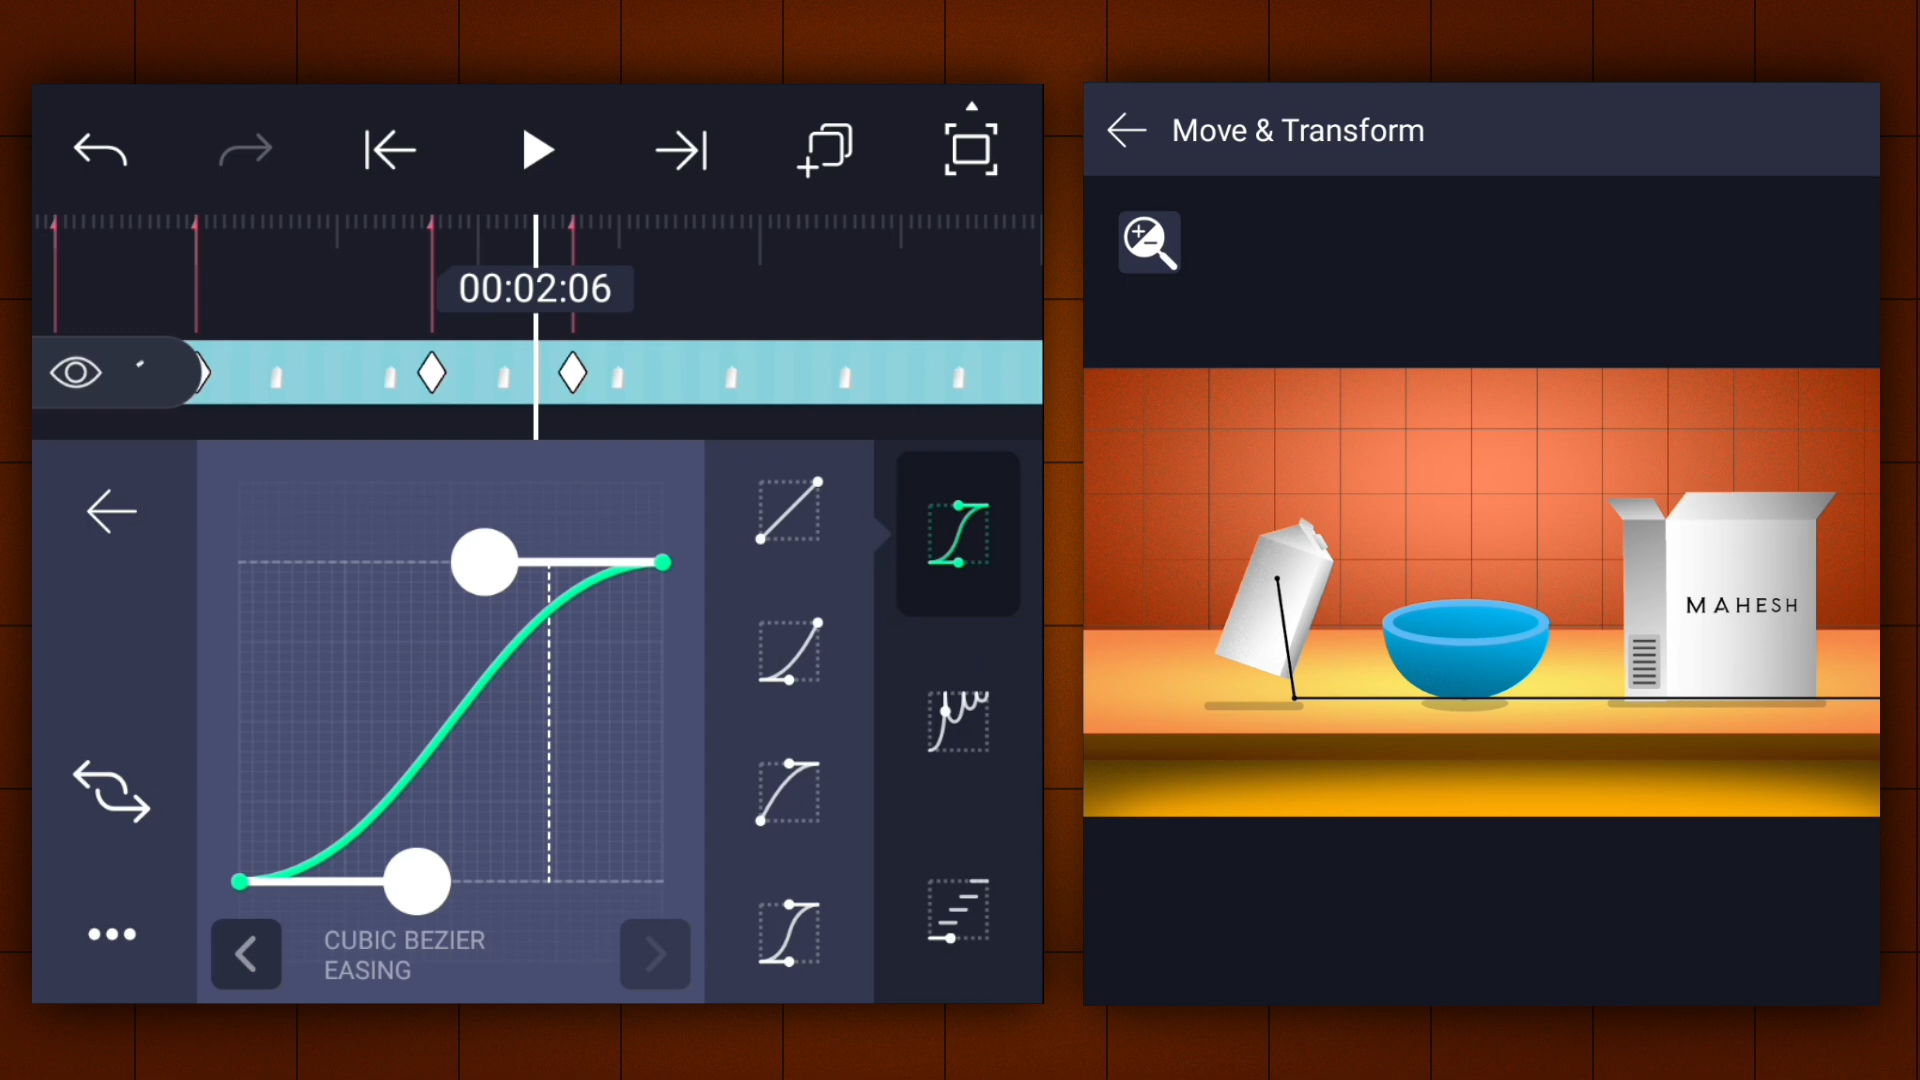 00:02:06
CUBIC BEZIER
EASING
Move & Transform
MAHESH